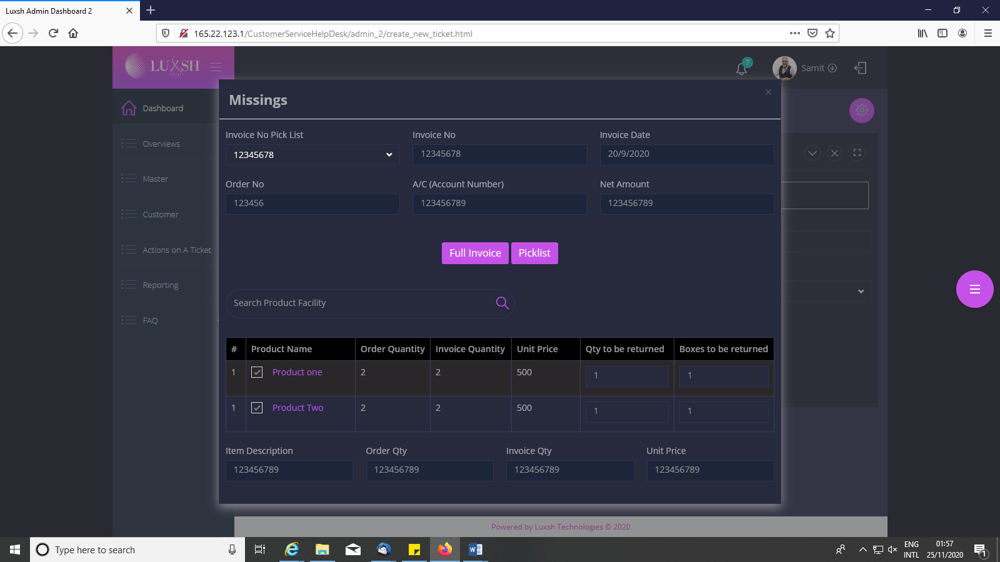 Luxsh Admin Dashboard 2
165.22.123.1/CustomerServiceHelpDesk/admin_2/create_new_ticket.html
LUXSH
TECH
7
Samit
Dashboard
Overviews
Master
Customer
Actions on A Ticket
Reporting
FAQ
Missings
×
Invoice No Pick List
Invoice No
Invoice Date
12345678
12345678
20/9/2020
Order No
A/C (Account Number)
Net Amount
123456
123456789
123456789
Full Invoice
Picklist
Search Product Facility
# Product Name Order Quantity Invoice Quantity Unit Price Qty to be returned Boxes to be returned
1 Product one 2 2 500 1 1
1 Product Two 2 2 500 1 1
Item Description
Order Qty
Invoice Qty
Unit Price
123456789
123456789
123456789
123456789
Powered by Luxsh Technologies © 2020
Type here to search
ENG
INTL
01:57
25/11/2020
1